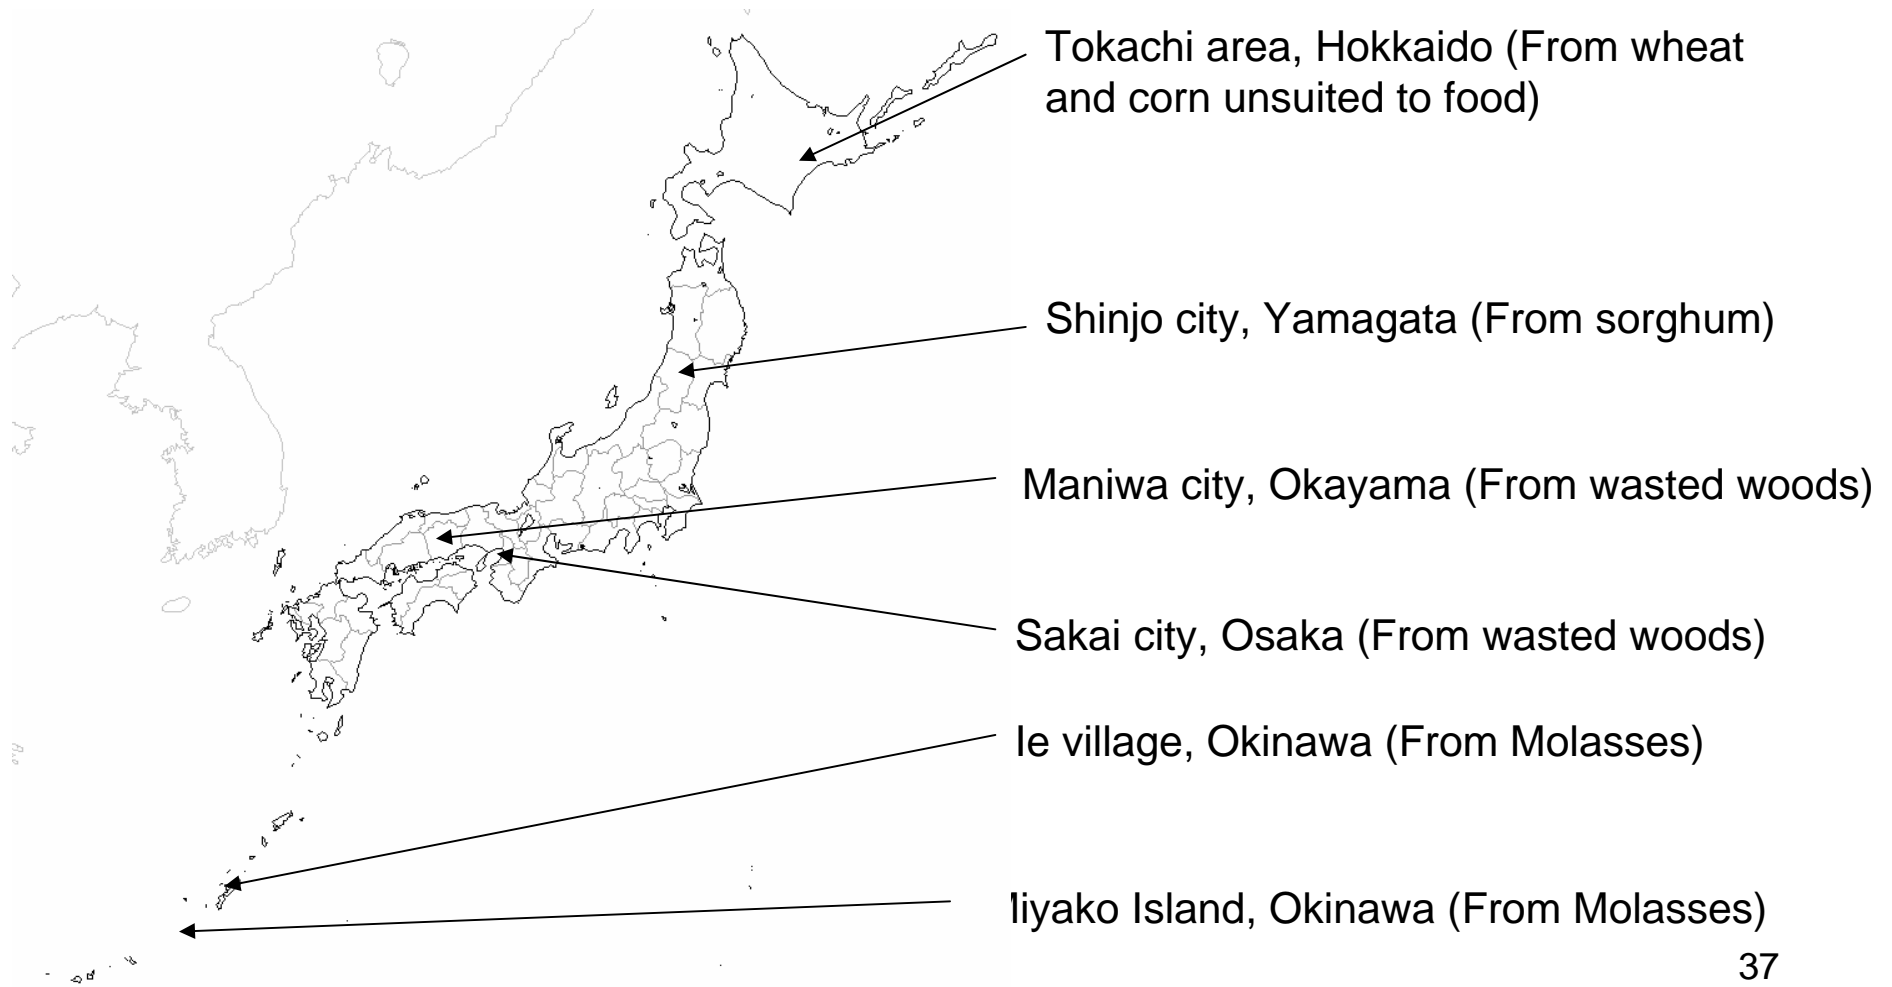 Tokachi area, Hokkaido (From wheat
and corn unsuited to food)
Shinjo city, Yamagata (From sorghum)
Maniwa city, Okayama (From wasted woods)
Sakai city, Osaka (From wasted woods)
Ie village, Okinawa (From Molasses)
Island, Okinawa (From Molasses)
37